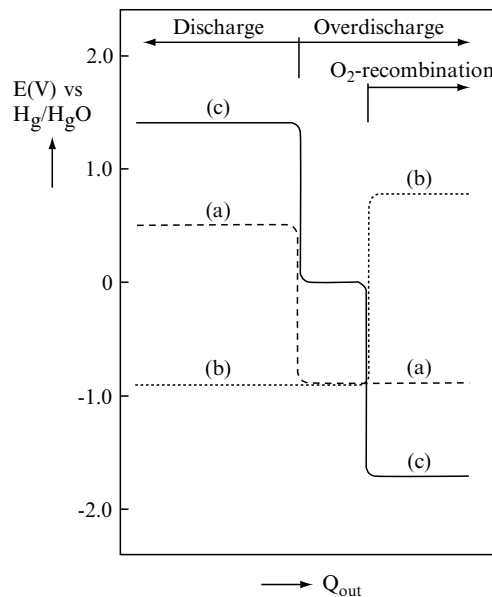 Discharge Overdischarge
O2-recombination
2.0
E(V) vs
Hg/HgO
(c)
1.0
(b)
(a)
0
(b)
(a)
-1.0
(c)
-2.0
Qout